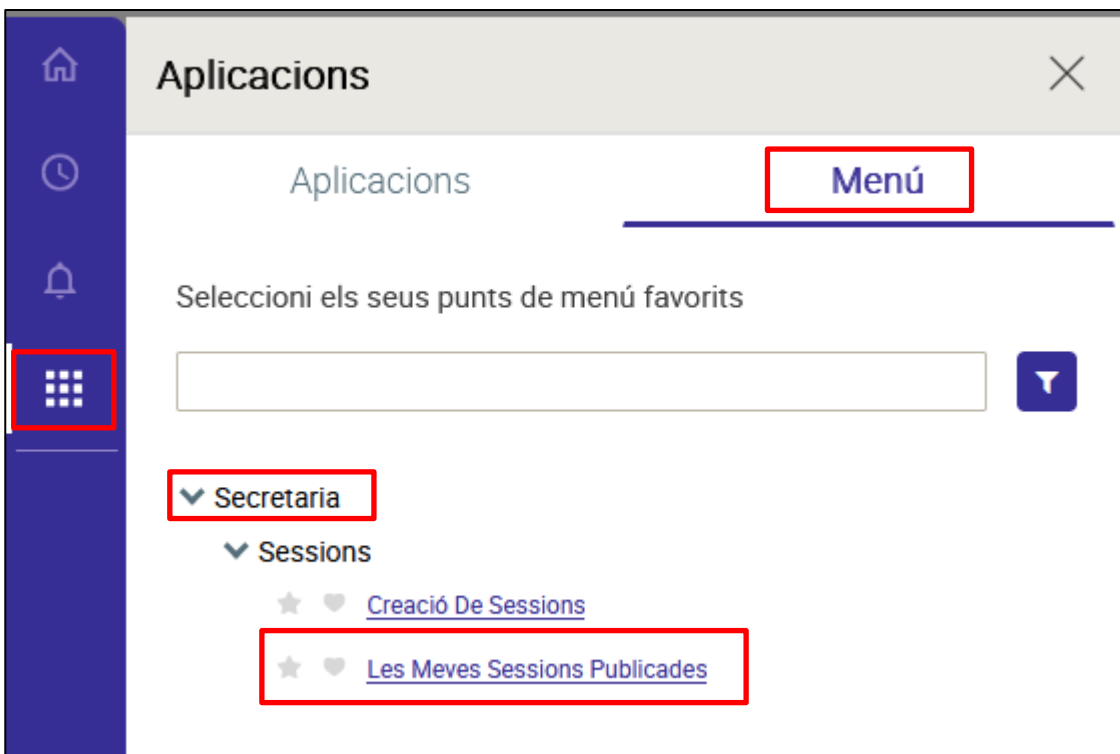 Aplicacions
Aplicacions Menú
Seleccioni els seus punts de menú favorits
Secretaria
Sessions
Creació De Sessions
Les Meves Sessions Publicades